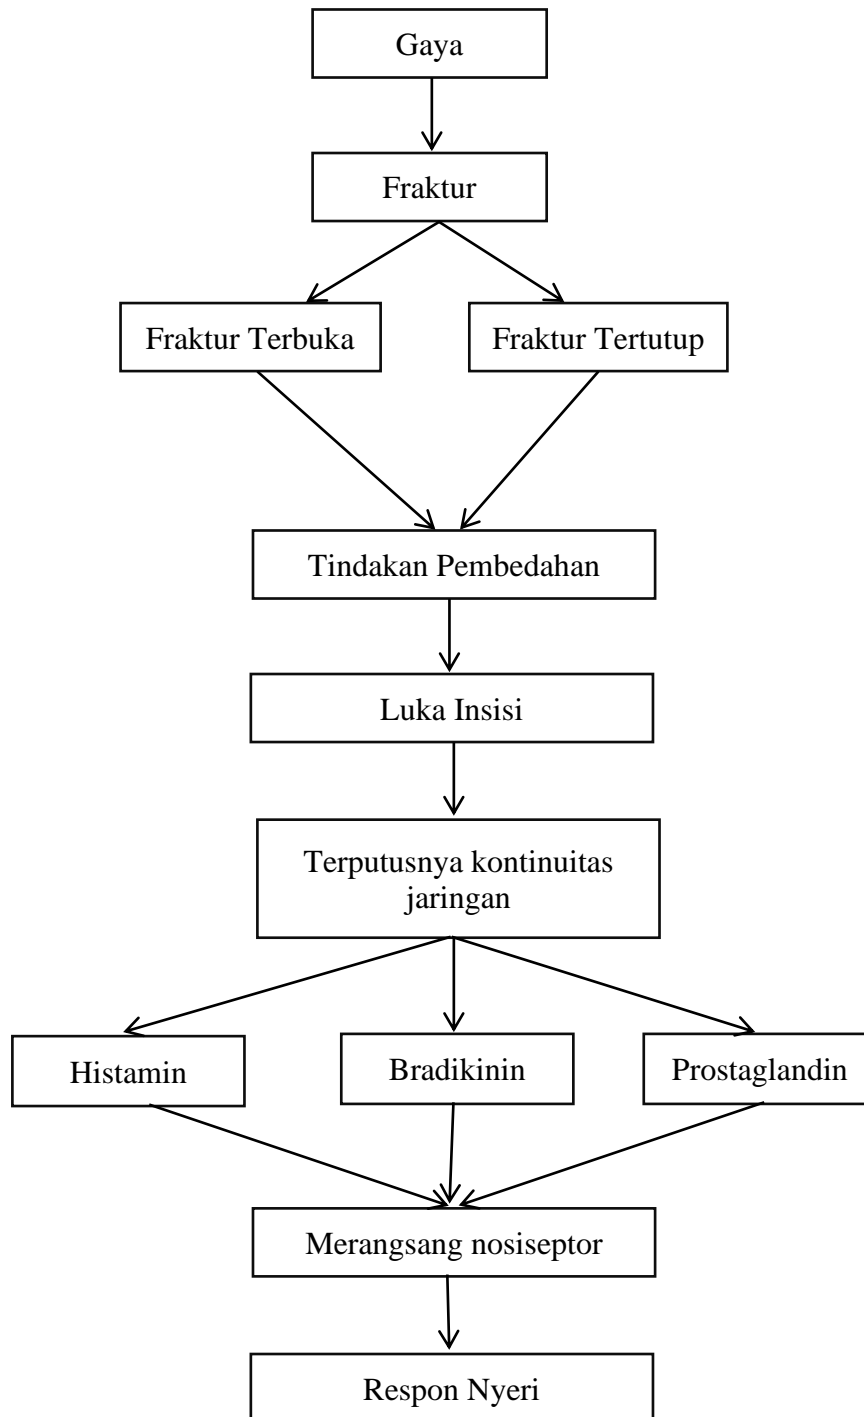 Gaya
Fraktur
Fraktur Terbuka
Fraktur Tertutup
Tindakan Pembedahan
Luka Insisi
Terputusnya kontinuitas
jaringan
Histamin
Bradikinin
Prostaglandin
Merangsang nosiseptor
Respon Nyeri